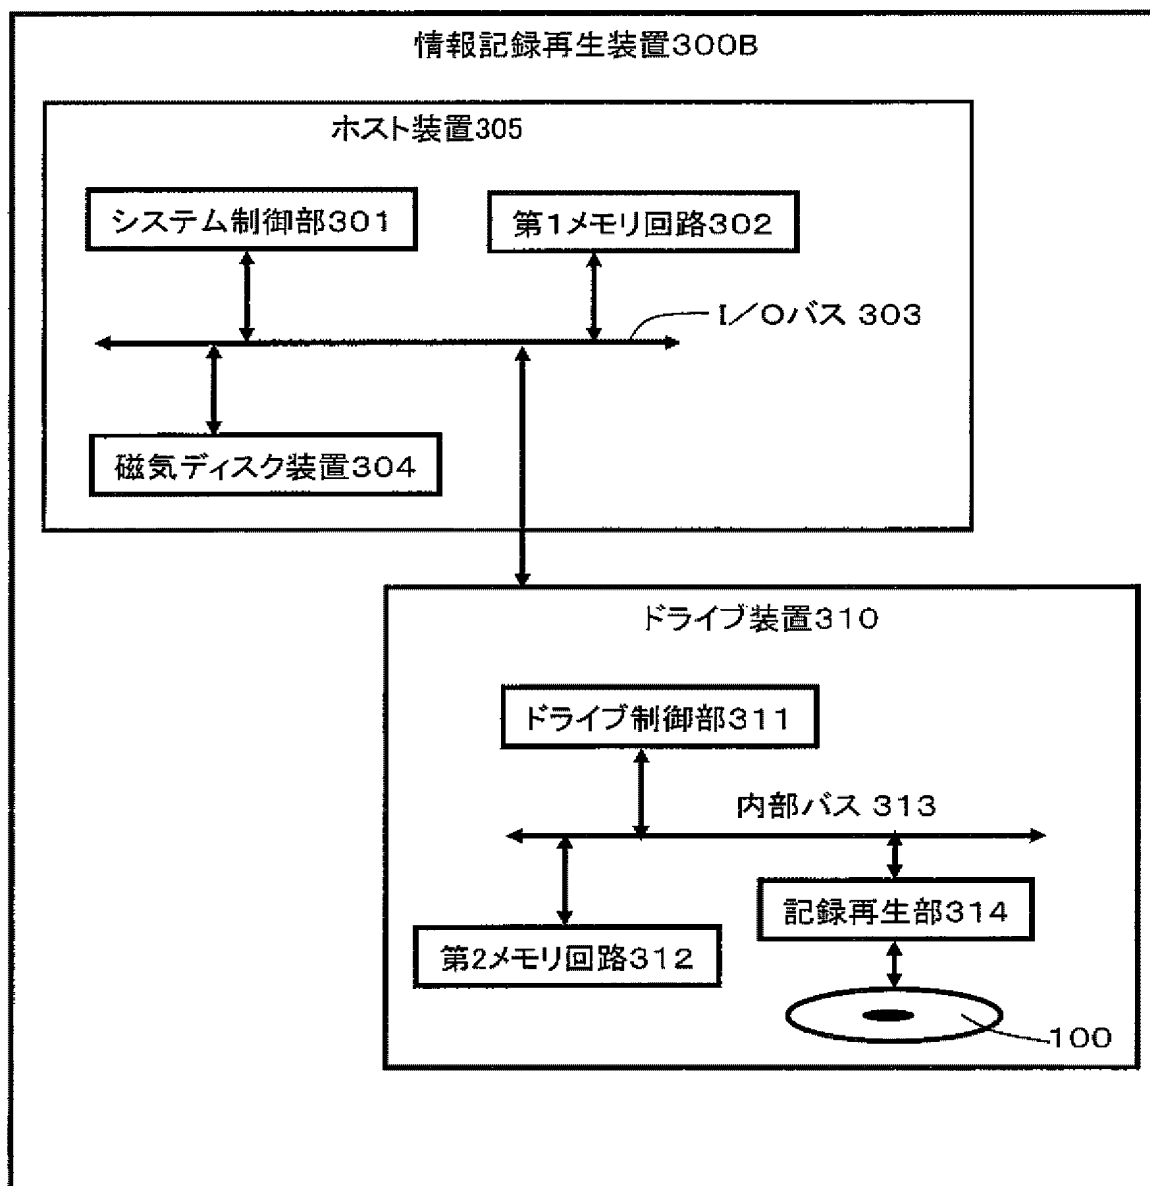 情報記録再生装置300B
ホスト装置305
システム制御部301
第1メモリ回路302
I/Oバス 303
磁気ディスク装置304
ドライブ装置310
ドライブ制御部311
内部バス 313
記録再生部314
第2メモリ回路312
100